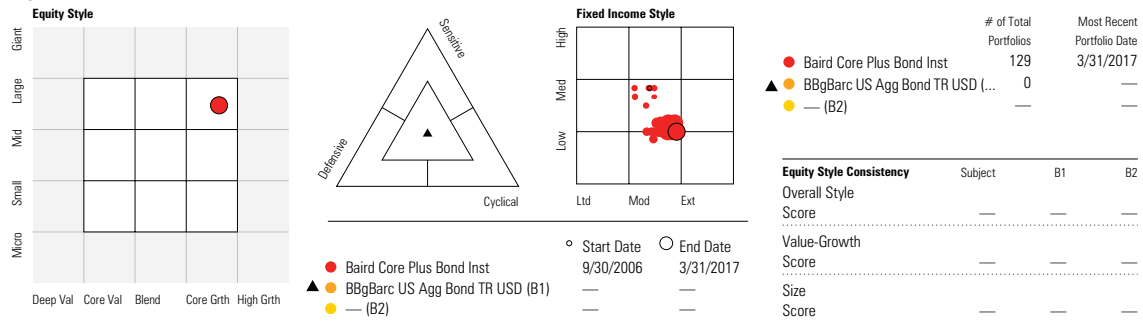 Equity Style
Giant
Large
Mid
Small
Micro
Deep Val Core Val Blend Core Grth High Grth
Sensitive
Defensive
Cyclical
Fixed Income Style
High
Med
Low
Ltd Mod Ext
Start Date End Date
Baird Core Plus Bond Inst 9/30/2006 3/31/2017
BBgBarc US Agg Bond TR USD (B1) — —
— (B2) — —
# of Total Most Recent
Portfolios Portfolio Date
Baird Core Plus Bond Inst 129 3/31/2017
BBgBarc US Agg Bond TR USD (... 0 —
— (B2) — —
Equity Style Consistency Subject B1 B2
Overall Style
Score — — —
Value-Growth
Score — — —
Size
Score — — —